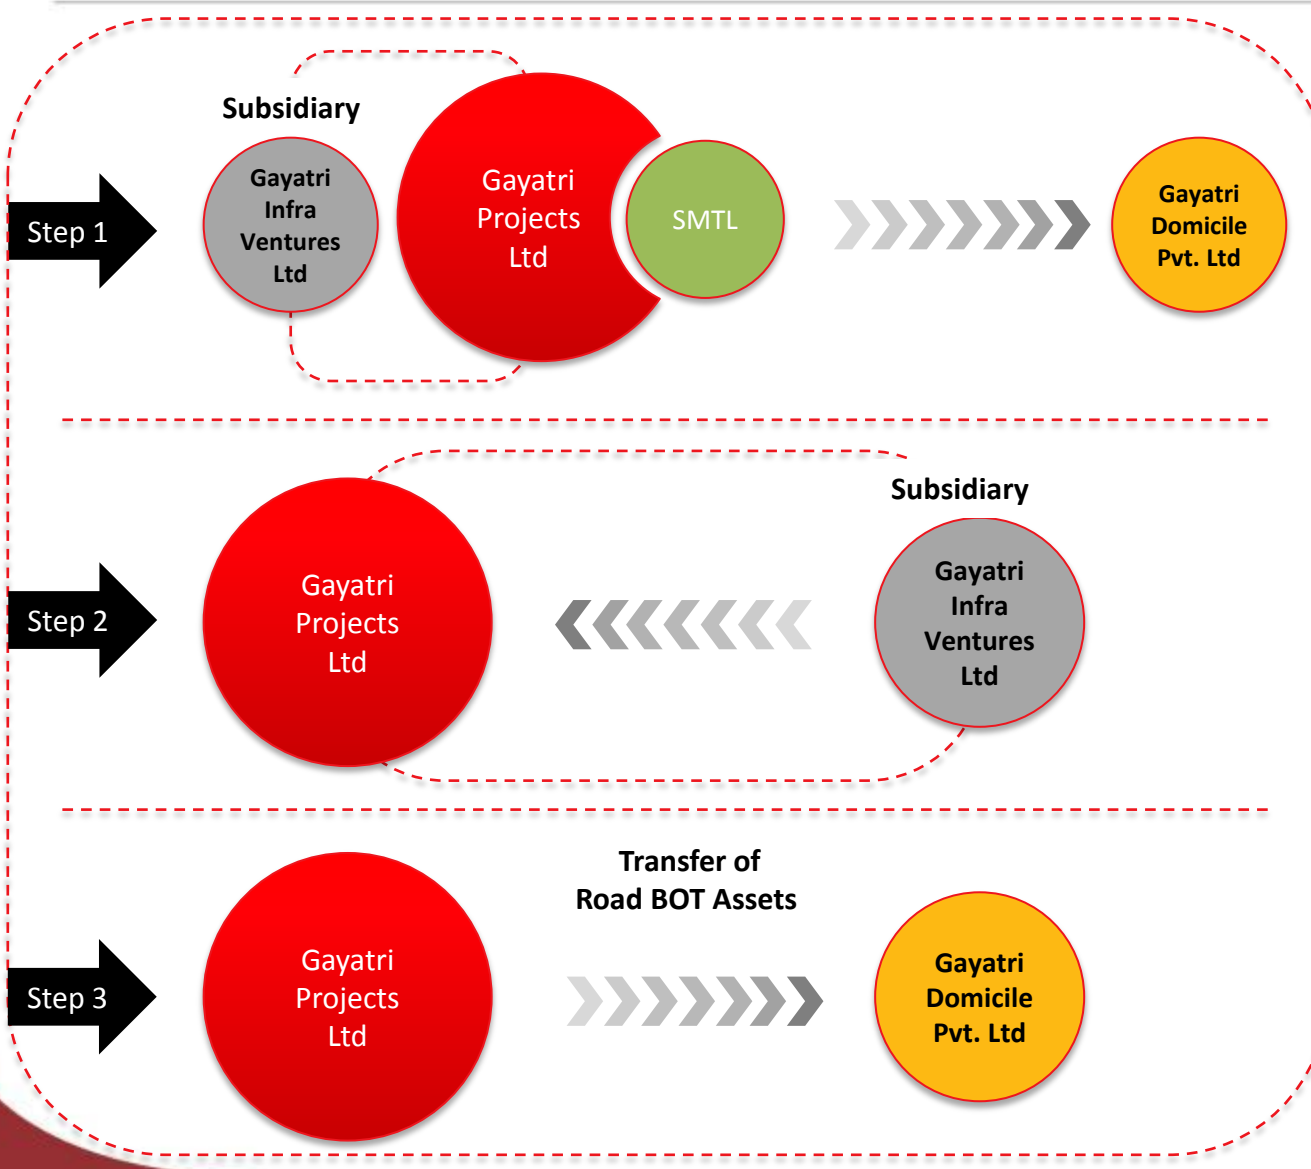 Step 1
Subsidiary
Gayatri
Infra
Ventures
Ltd
Gayatri
Projects
Ltd
SMTL
Gayatri
Domicile
Pvt. Ltd
Step 2
Gayatri
Projects
Ltd
Subsidiary
Gayatri
Infra
Ventures
Ltd
Step 3
Gayatri
Projects
Ltd
Transfer of
Road BOT Assets
Gayatri
Domicile
Pvt. Ltd